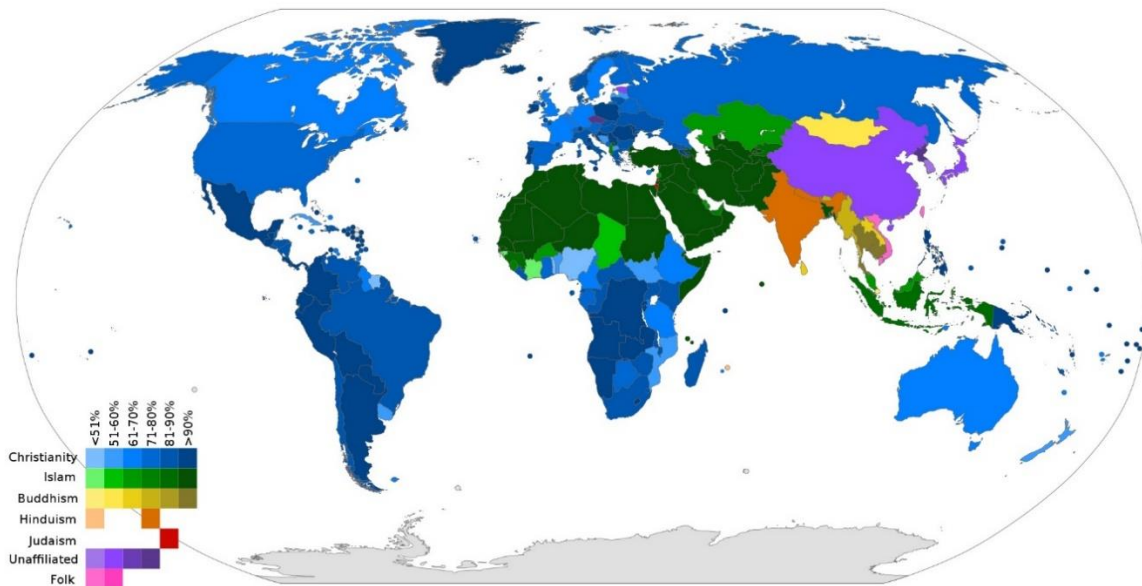 <51%
51-60%
61-70%
71-80%
81-90%
>90%
Christianity
Islam
Buddhism
Hinduism
Judaism
Unaffiliated
Folk